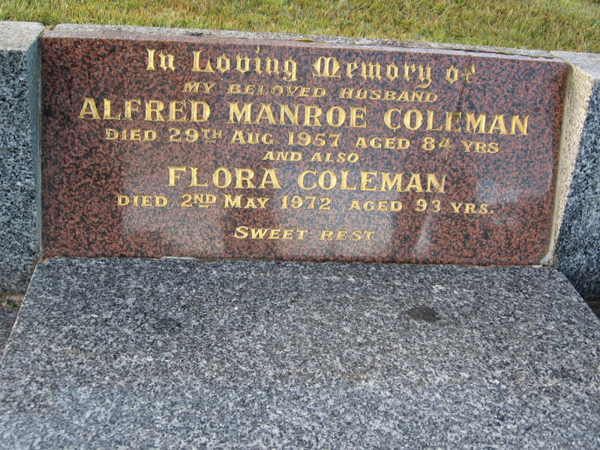 In Loving Memory of
MY BELOVED HUSBAND
ALFRED MANROE COLEMAN
DIED 29TH AUG 1957 AGED 84 YRS
AND ALSO
FLORA COLEMAN
DIED 2ND MAY 1972 AGED 93 YRS.
SWEET REST